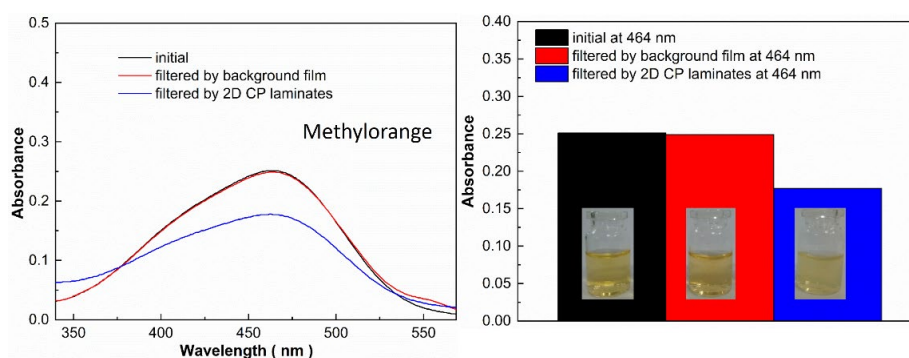 0.5
0.4
0.3
0.2
0.1
0.0
Absorbance
initial
filtered by background film
filtered by 2D CP laminates
Methylorange
350
400
450
500
550
Wavelength ( nm )
0.40
0.35
0.30
0.25
0.20
0.15
0.10
0.05
0.00
Absorbance
initial at 464 nm
filtered by background film at 464 nm
filtered by 2D CP laminates at 464 nm